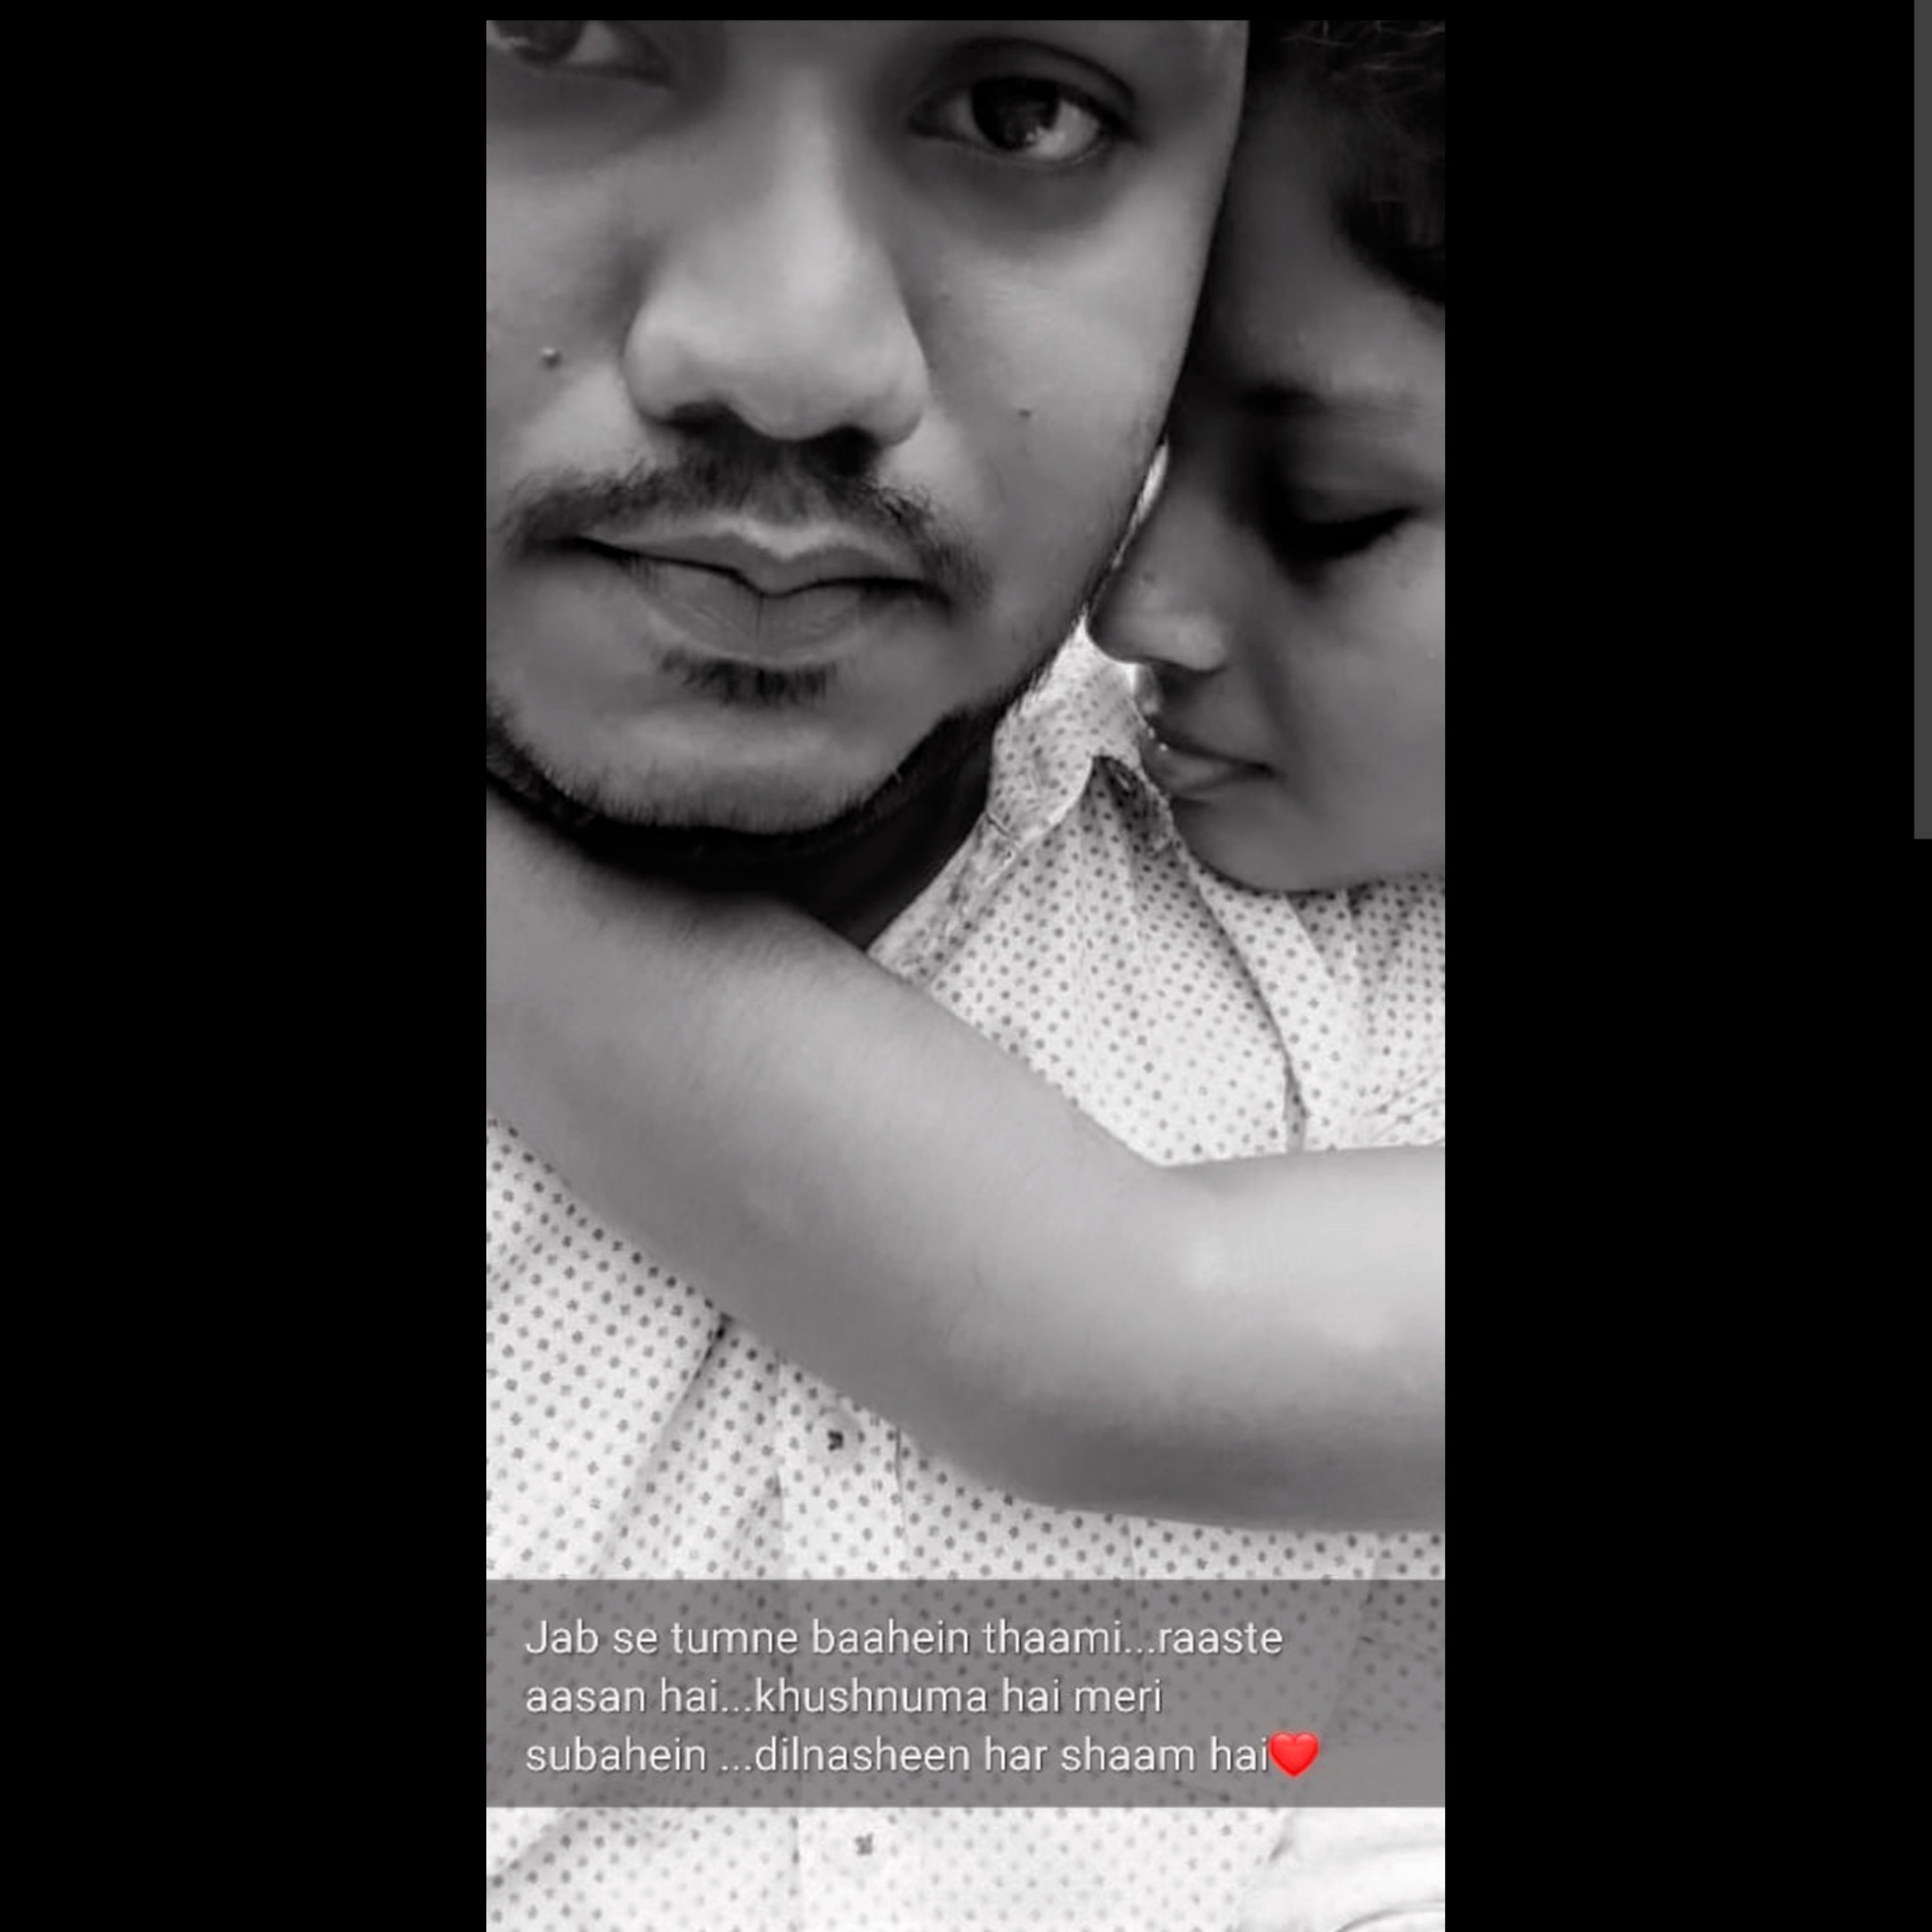 Jab se tumne baahein thaami...raaste
aasan hai...khushnuma hai meri
subahein ...dilnasheen har shaam hai❤️